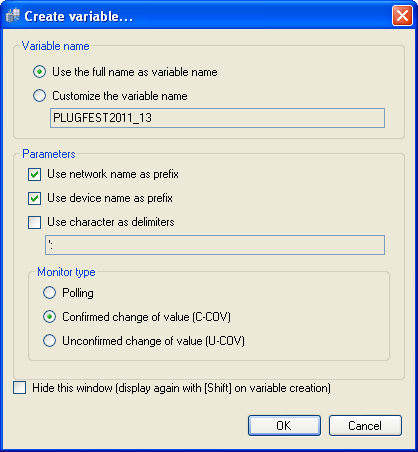 Create variable...
Variable name
Use the full name as variable name
Customize the variable name
PLUGFEST2011_13
Parameters
Use network name as prefix
Use device name as prefix
Use character as delimiters
':
Monitor type
Polling
Confirmed change of value (C-COV)
Unconfirmed change of value (U-COV)
Hide this window (display again with [Shift] on variable creation)
OK
Cancel